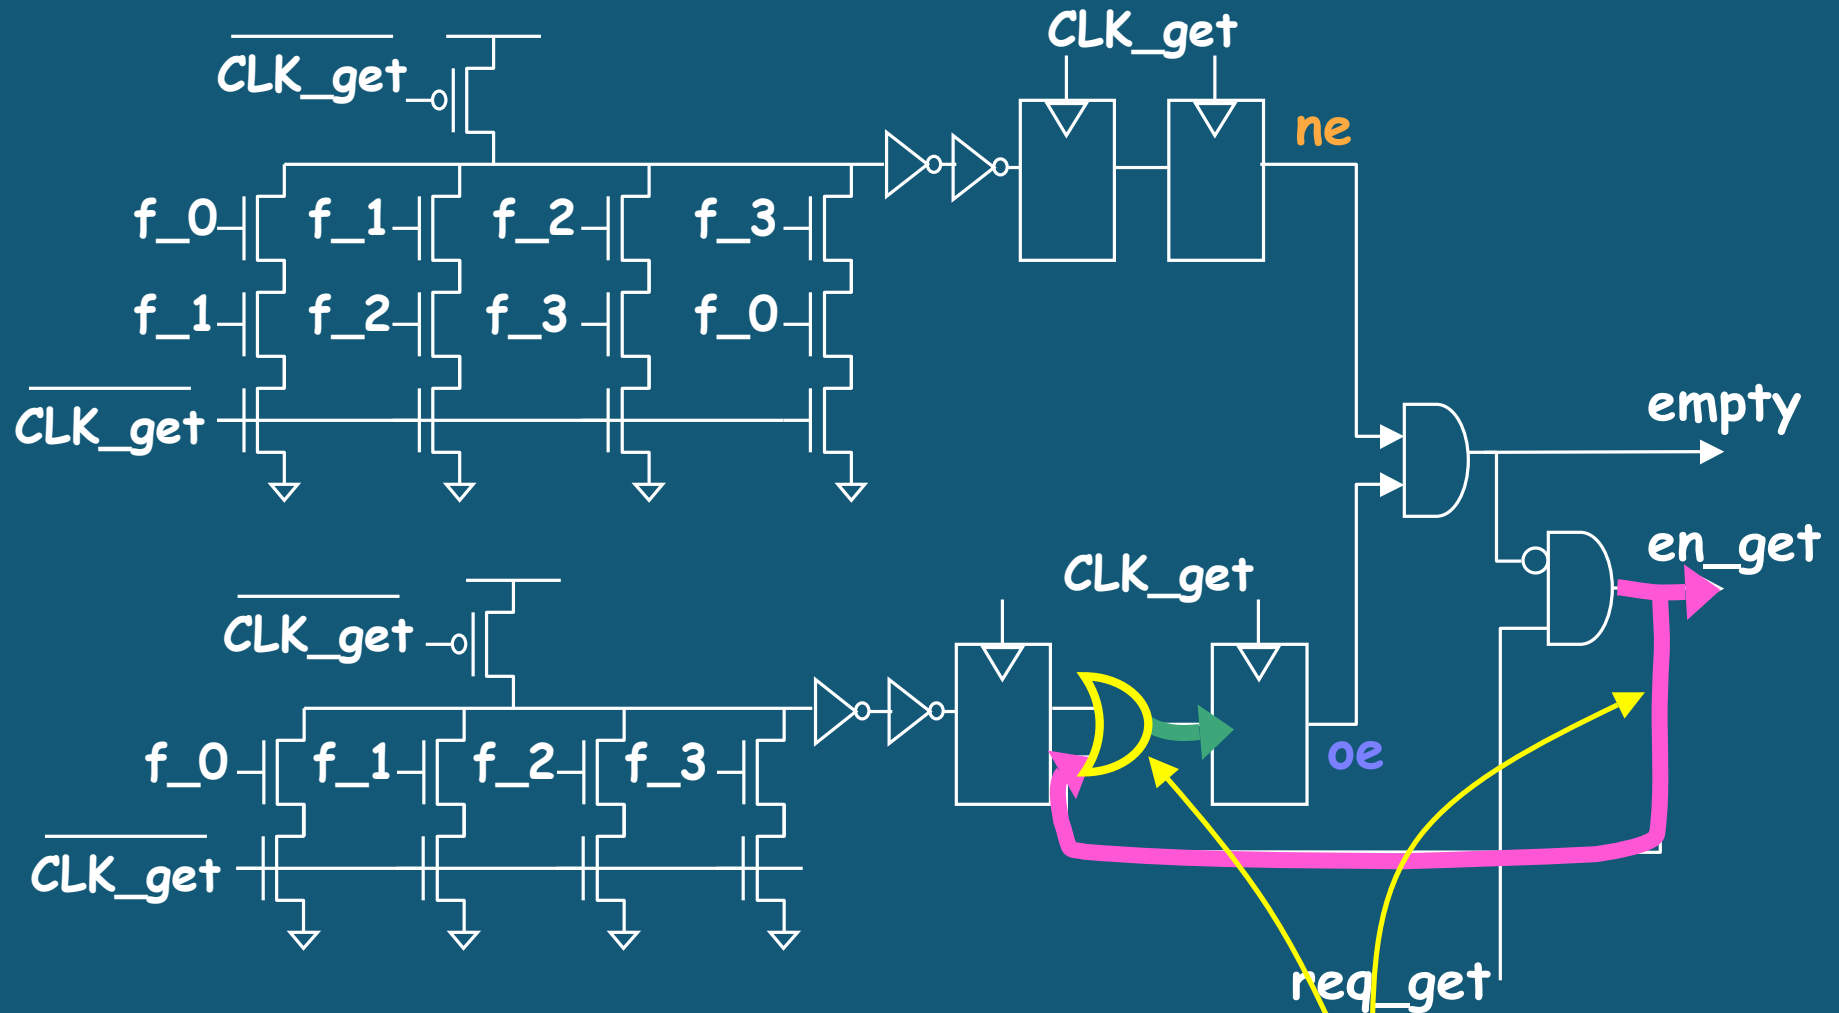 CLK_get
CLK_get
ne
f_0 f_1 f_2 f_3
f_1 f_2 f_3 f_0
CLK_get
empty
en_get
CLK_get
CLK_get
oe
f_0 f_1 f_2 f_3
CLK_get
req_get